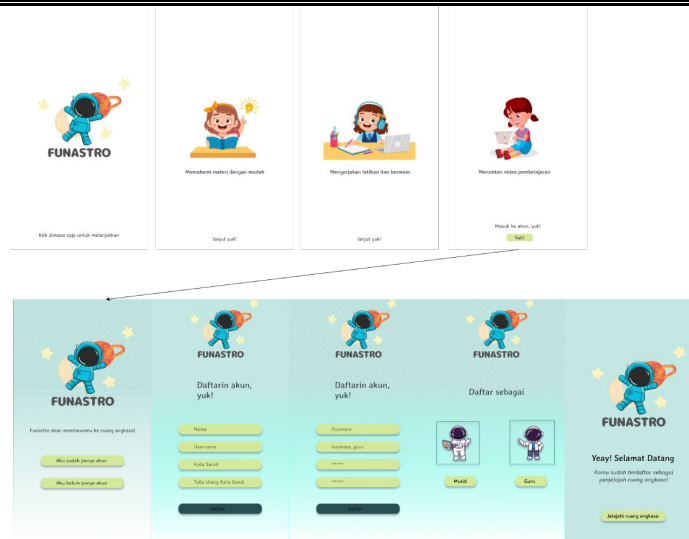 FUNASTRO
Klik dimana saja untuk melanjutkan
Memahami materi dengan mudah
lanjut yuk!
Mengerjakan latihan dan bermain
lanjut yuk!
Menonton video pembelajaran
Masuk ke akun, yuk!
Yuk!
FUNASTRO
Funastro akan membawamu ke ruang angkasa!
Aku sudah punya akun
Aku belum punya akun
FUNASTRO
Daftarin akun,
yuk!
Nama
Username
Kata Sandi
Tulis Ulang Kata Sandi
Daftar
FUNASTRO
Daftarin akun,
yuk!
Kusmara
kusmara_guru
*****
*****
Daftar
FUNASTRO
Daftar sebagai
Murid
Guru
FUNASTRO
Yeay! Selamat Datang
Kamu sudah terdaftar sebagai
penjelajah ruang angkasa!
Jelajahi ruang angkasa